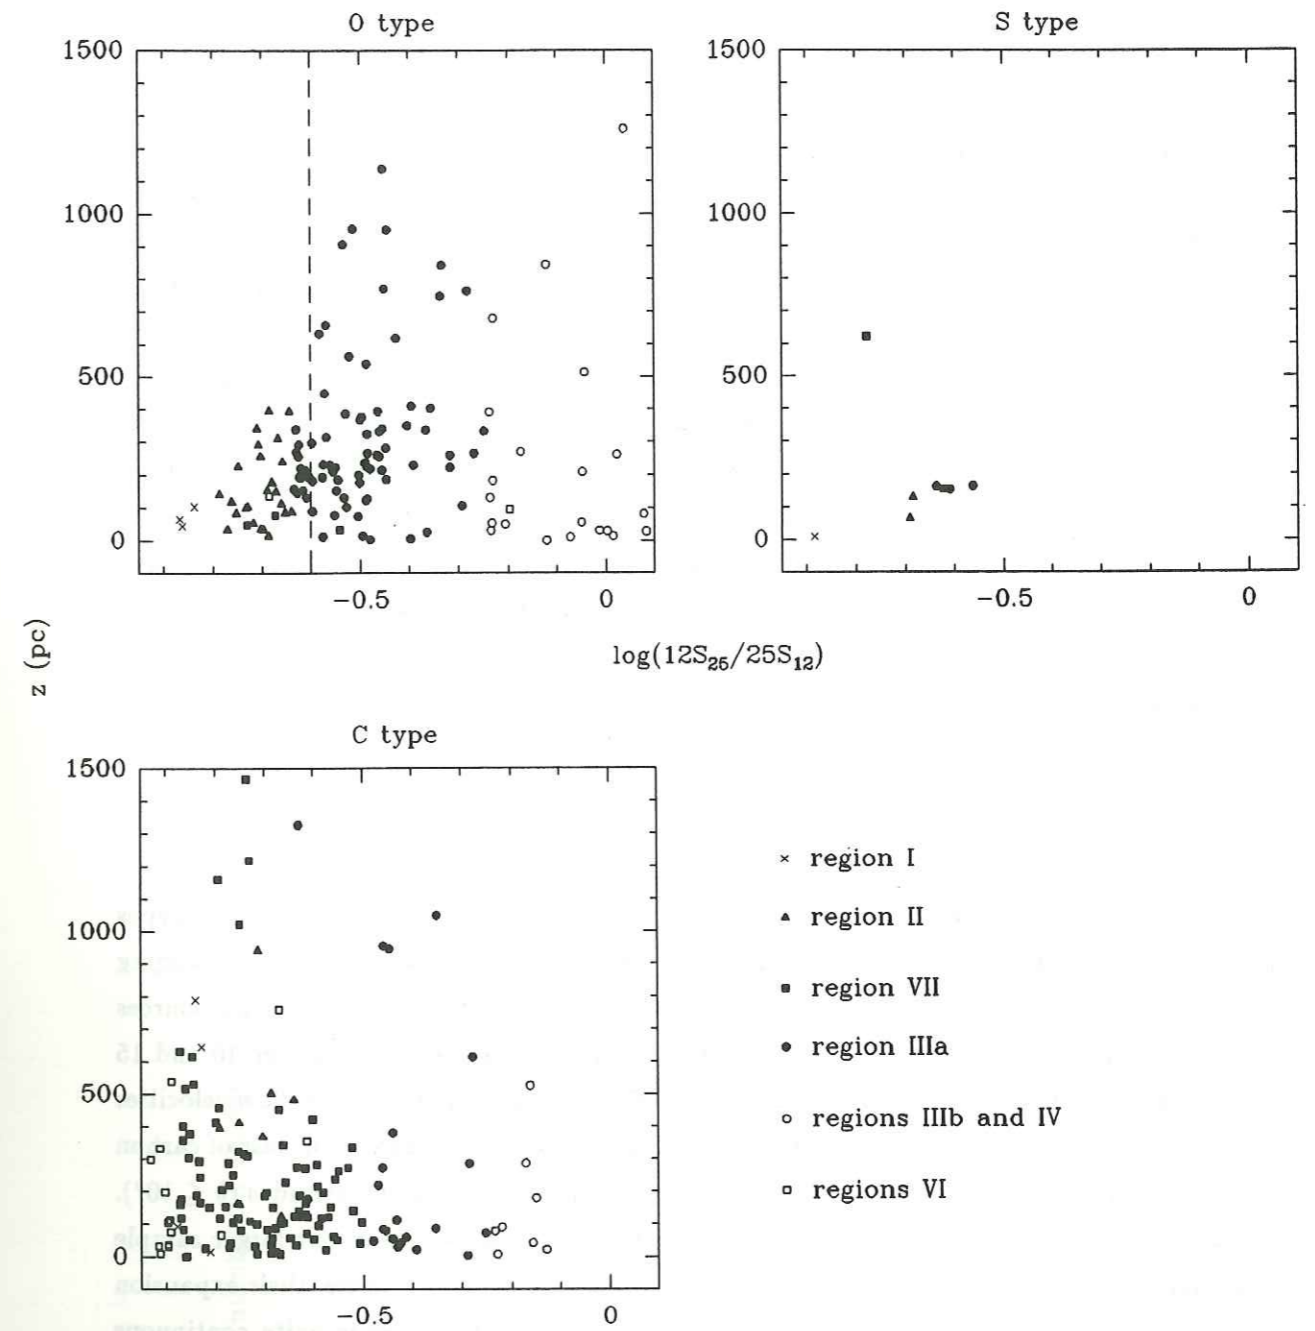 O type
S type
1500
1000
500
0
−0.5
0
1500
1000
500
0
−0.5
0
log(12S₂₅/25S₁₂)
z (pc)
C type
1500
1000
500
0
−0.5
0
region I
region II
region VII
region IIIa
regions IIIb and IV
regions VI